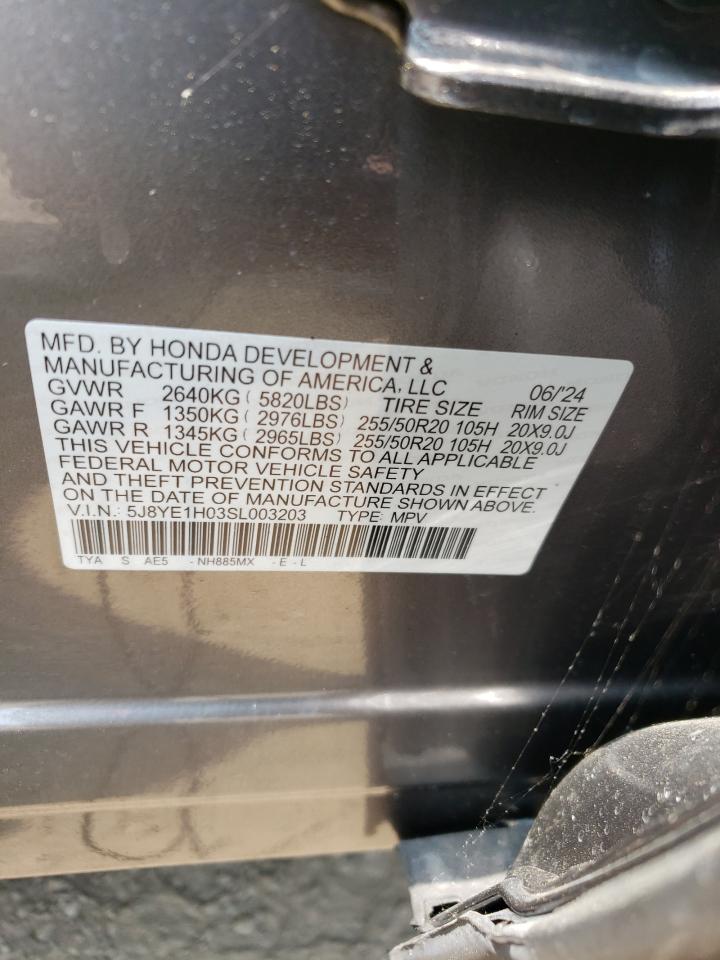 MFD. BY HONDA DEVELOPMENT &
MANUFACTURING OF AMERICA, LLC 06/'24
GVWR 2640KG ( 5820LBS) TIRE SIZE RIM SIZE
GAWR F 1350KG ( 2976LBS) 255/50R20 105H 20X9.0J
GAWR R 1345KG ( 2965LBS) 255/50R20 105H 20X9.0J
THIS VEHICLE CONFORMS TO ALL APPLICABLE
FEDERAL MOTOR VEHICLE SAFETY
AND THEFT PREVENTION STANDARDS IN EFFECT
ON THE DATE OF MANUFACTURE SHOWN ABOVE.
V.I.N.: 5J8YE1H03SL003203 TYPE: MPV
TYA S AE5 - NH885MX - E - L